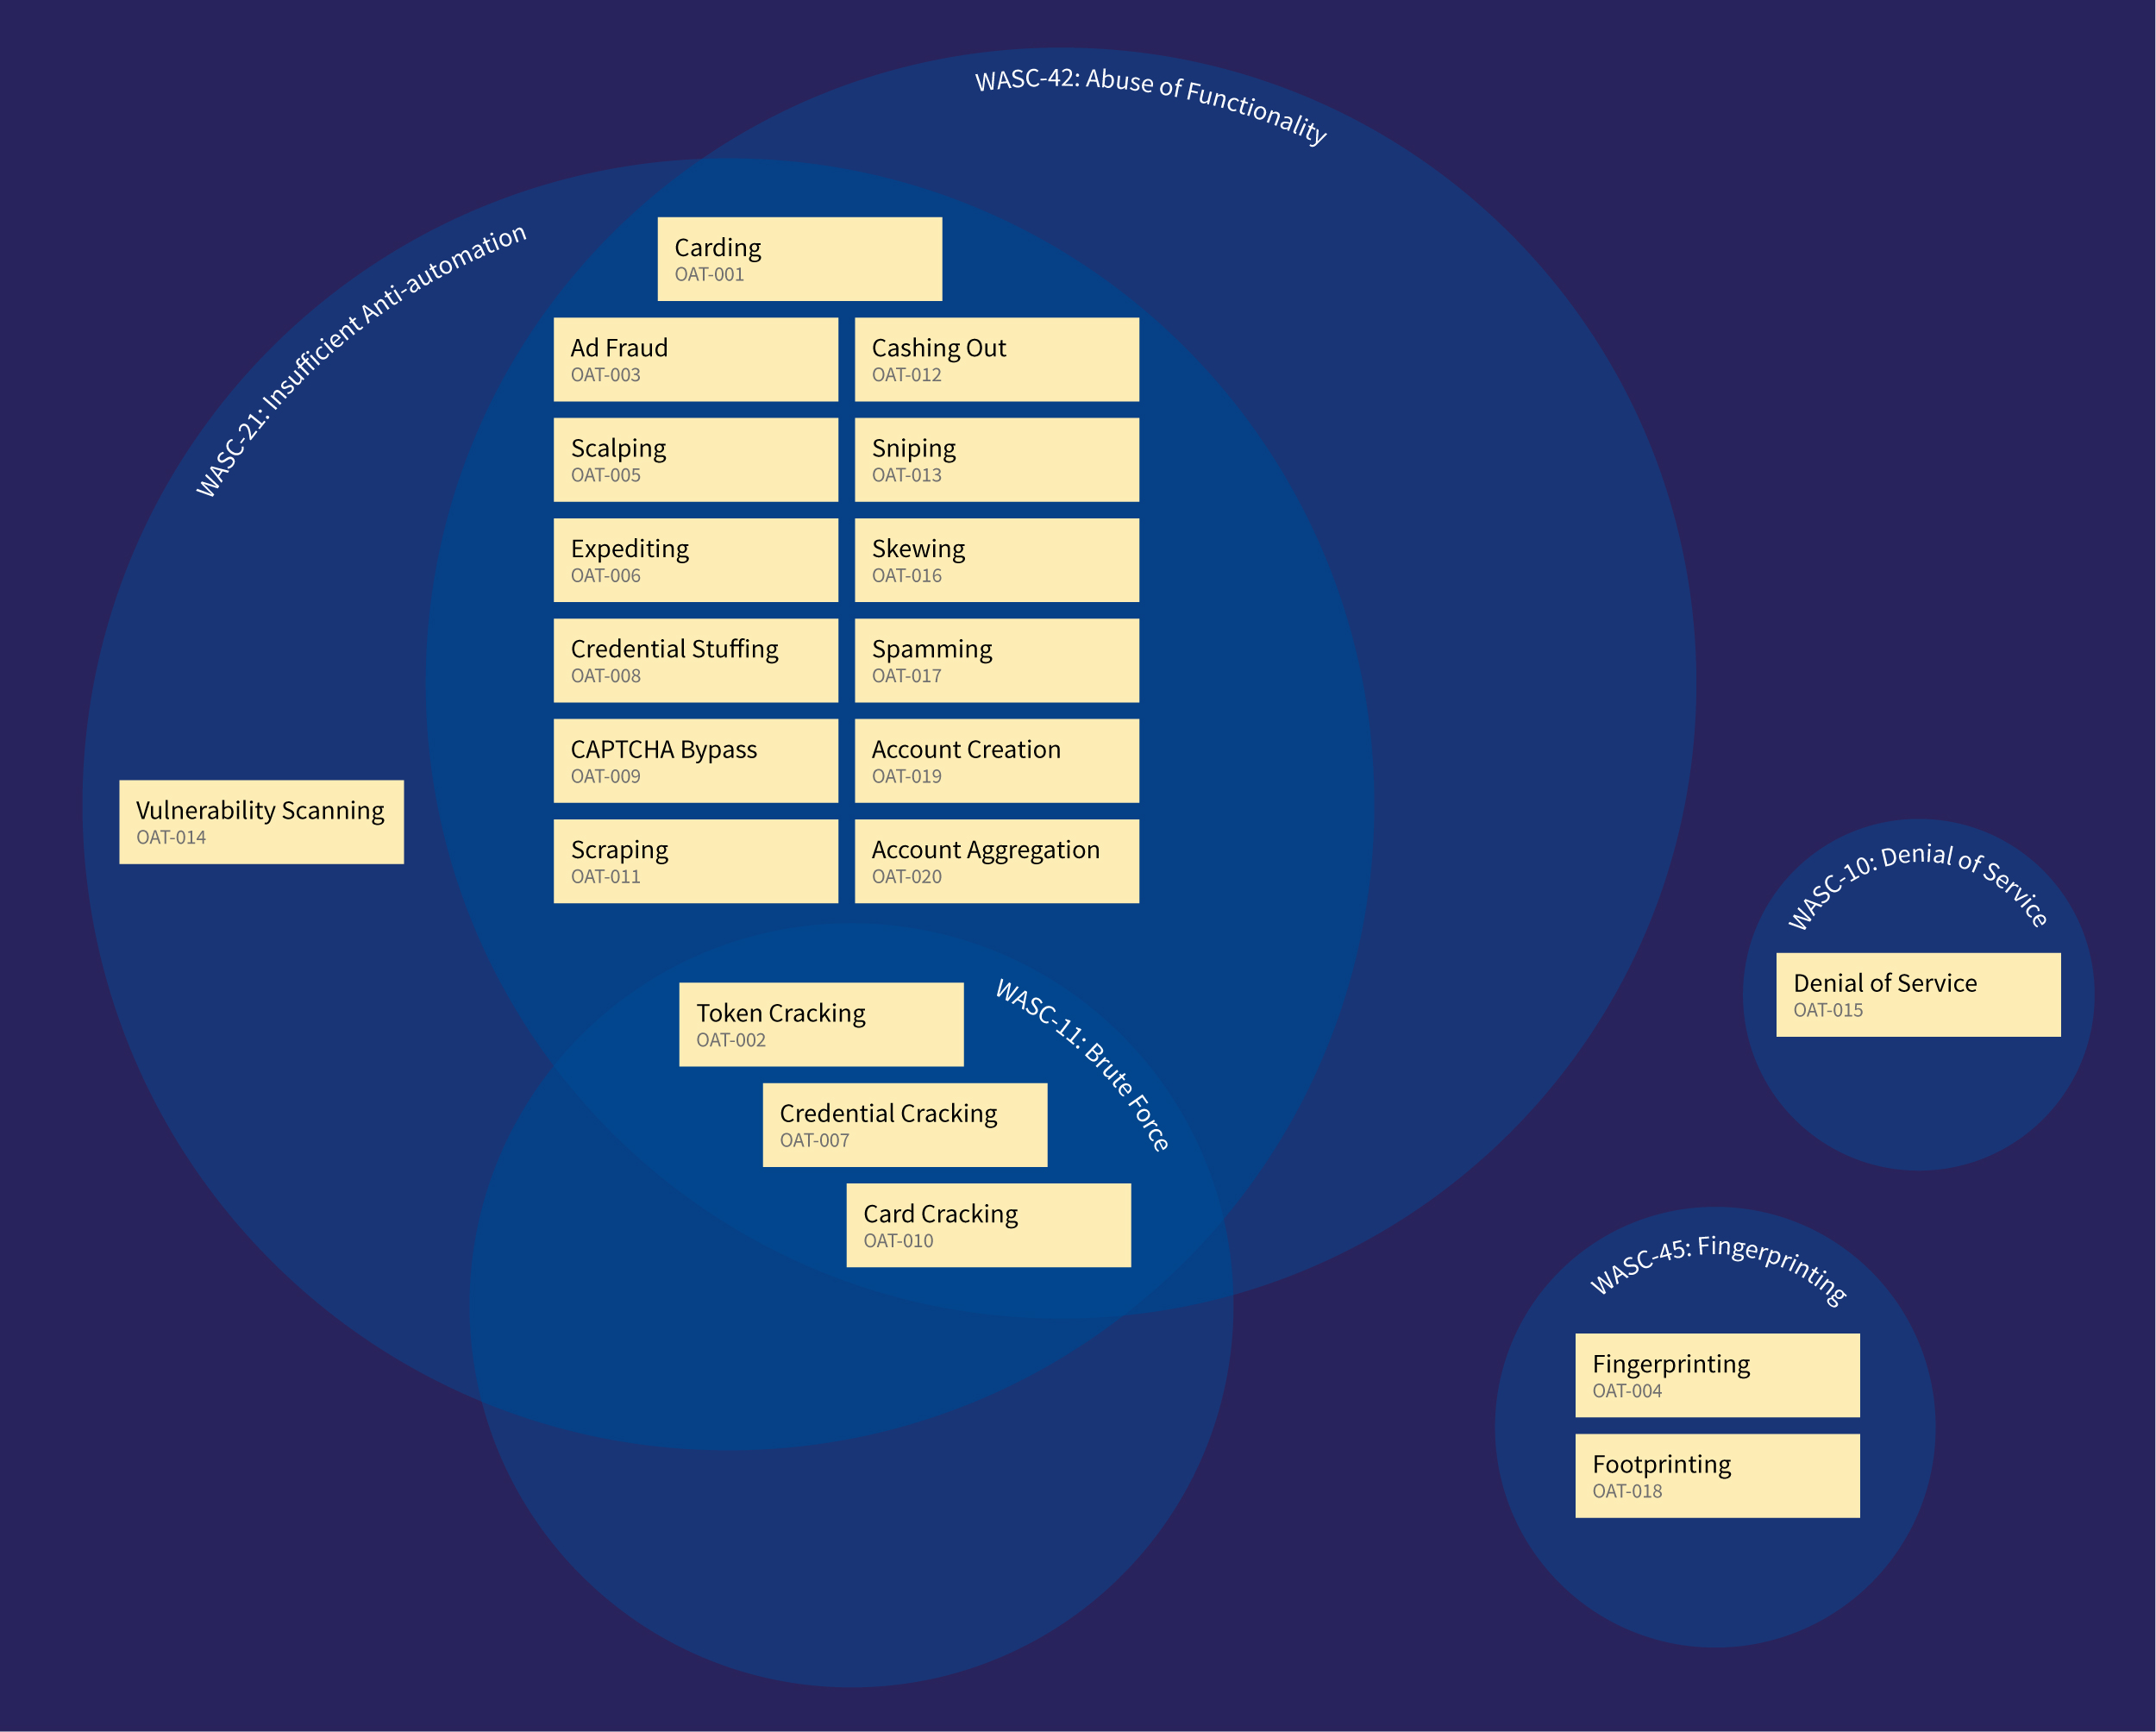 WASC-42: Abuse of Functionality
WASC-21: Insufficient Anti-automation
Carding
OAT-001
Ad Fraud
OAT-003
Cashing Out
OAT-012
Scalping
OAT-005
Sniping
OAT-013
Expediting
OAT-006
Skewing
OAT-016
Credential Stuffing
OAT-008
Spamming
OAT-017
CAPTCHA Bypass
OAT-009
Account Creation
OAT-019
Scraping
OAT-011
Account Aggregation
OAT-020
Vulnerability Scanning
OAT-014
WASC-11: Brute Force
Token Cracking
OAT-002
Credential Cracking
OAT-007
Card Cracking
OAT-010
WASC-10: Denial of Service
Denial of Service
OAT-015
WASC-45: Fingerprinting
Fingerprinting
OAT-004
Footprinting
OAT-018